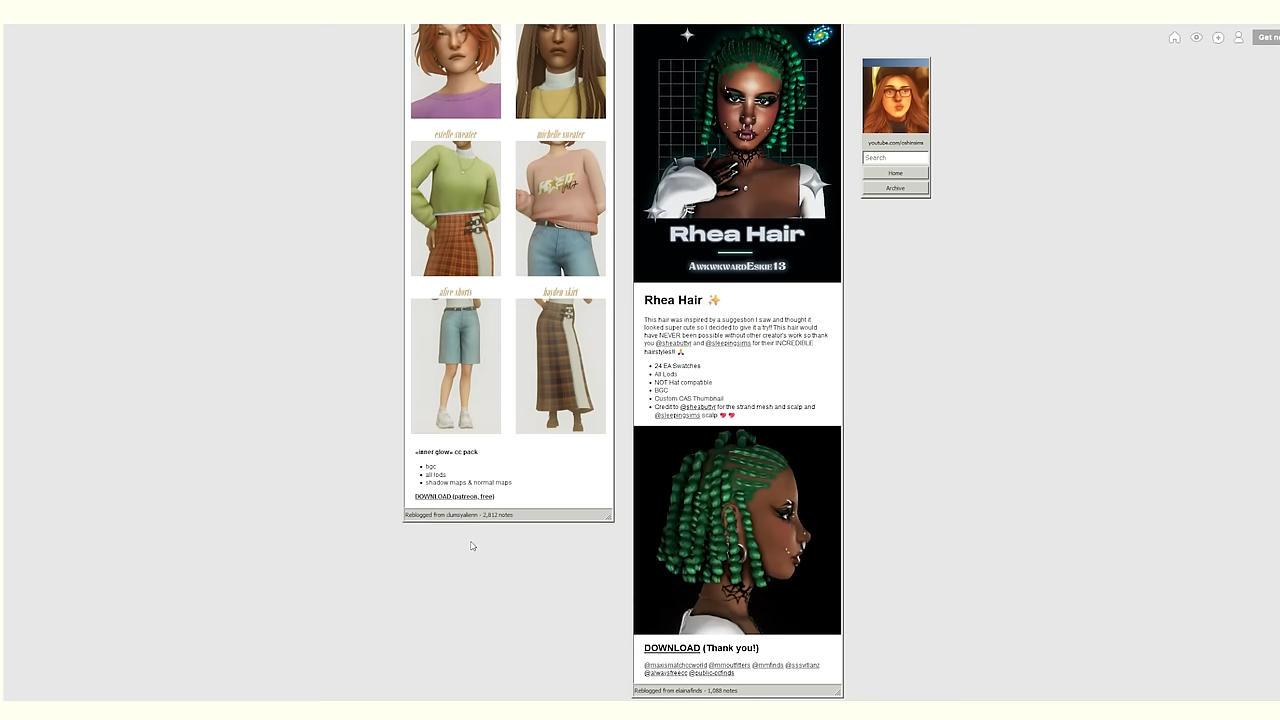 estelle sweater
michelle sweater
alive shorts
hayden skirt
«inner glow» cc pack
bgc
all lods
shadow maps & normal maps
DOWNLOAD (patreon, free)
Reblogged from clumsyalienn - 2,812 notes
Rhea Hair
AwkwkwardEskie13
Rhea Hair ✨
This hair was inspired by a suggestion I saw and thought it
looked super cute so I decided to give it a try!! This hair would
have NEVER been possible without other creator's work so thank
you @sheabuttyr and @sleepingsims for their INCREDIBLE
hairstyles!! 🙏
24 EA Swatches
All Lods
NOT Hat compatible
BGC
Custom CAS Thumbnail
Credit to @sheabuttyr for the strand mesh and scalp and
@sleepingsims scalp 💖 💖
DOWNLOAD (Thank you!)
@maxismatchccworld @mmoutfitters @mmfinds @sssvitlanz
@alwaysfreecc @public-ccfinds
Reblogged from elainafinds - 1,088 notes
youtube.com/oshinsims
Search
Home
Archive